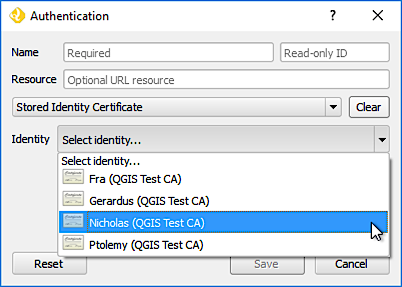 Authentication
Name Required Read-only ID
Resource Optional URL resource
Stored Identity Certificate Clear
Identity Select identity...
Select identity...
Fra (QGIS Test CA)
Gerardus (QGIS Test CA)
Nicholas (QGIS Test CA)
Ptolemy (QGIS Test CA)
Reset Save Cancel